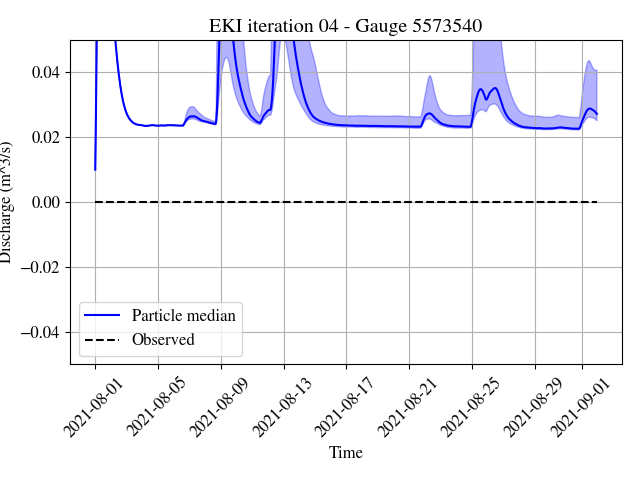 EKI iteration 04 - Gauge 5573540
Discharge (m^3/s)
0.04
0.02
0.00
−0.02
−0.04
Particle median
Observed
2021-08-01
2021-08-05
2021-08-09
2021-08-13
2021-08-17
2021-08-21
2021-08-25
2021-08-29
2021-09-01
Time